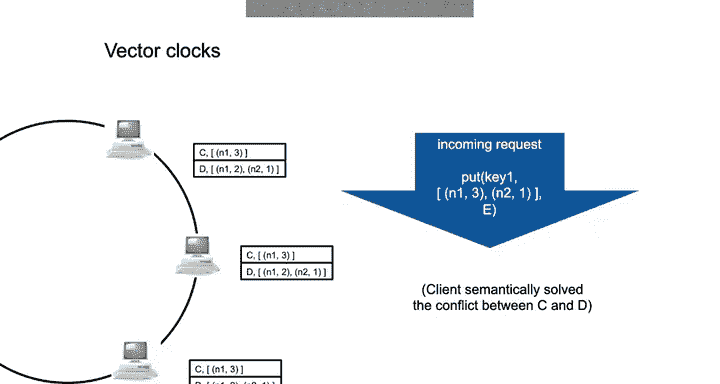 Vector clocks
C, [ (n1, 3) ]
D, [ (n1, 2), (n2, 1) ]
C, [ (n1, 3) ]
D, [ (n1, 2), (n2, 1) ]
C, [ (n1, 3) ]
incoming request
put(key1,
[ (n1, 3), (n2, 1) ],
E)
(Client semantically solved
the conflict between C and D)